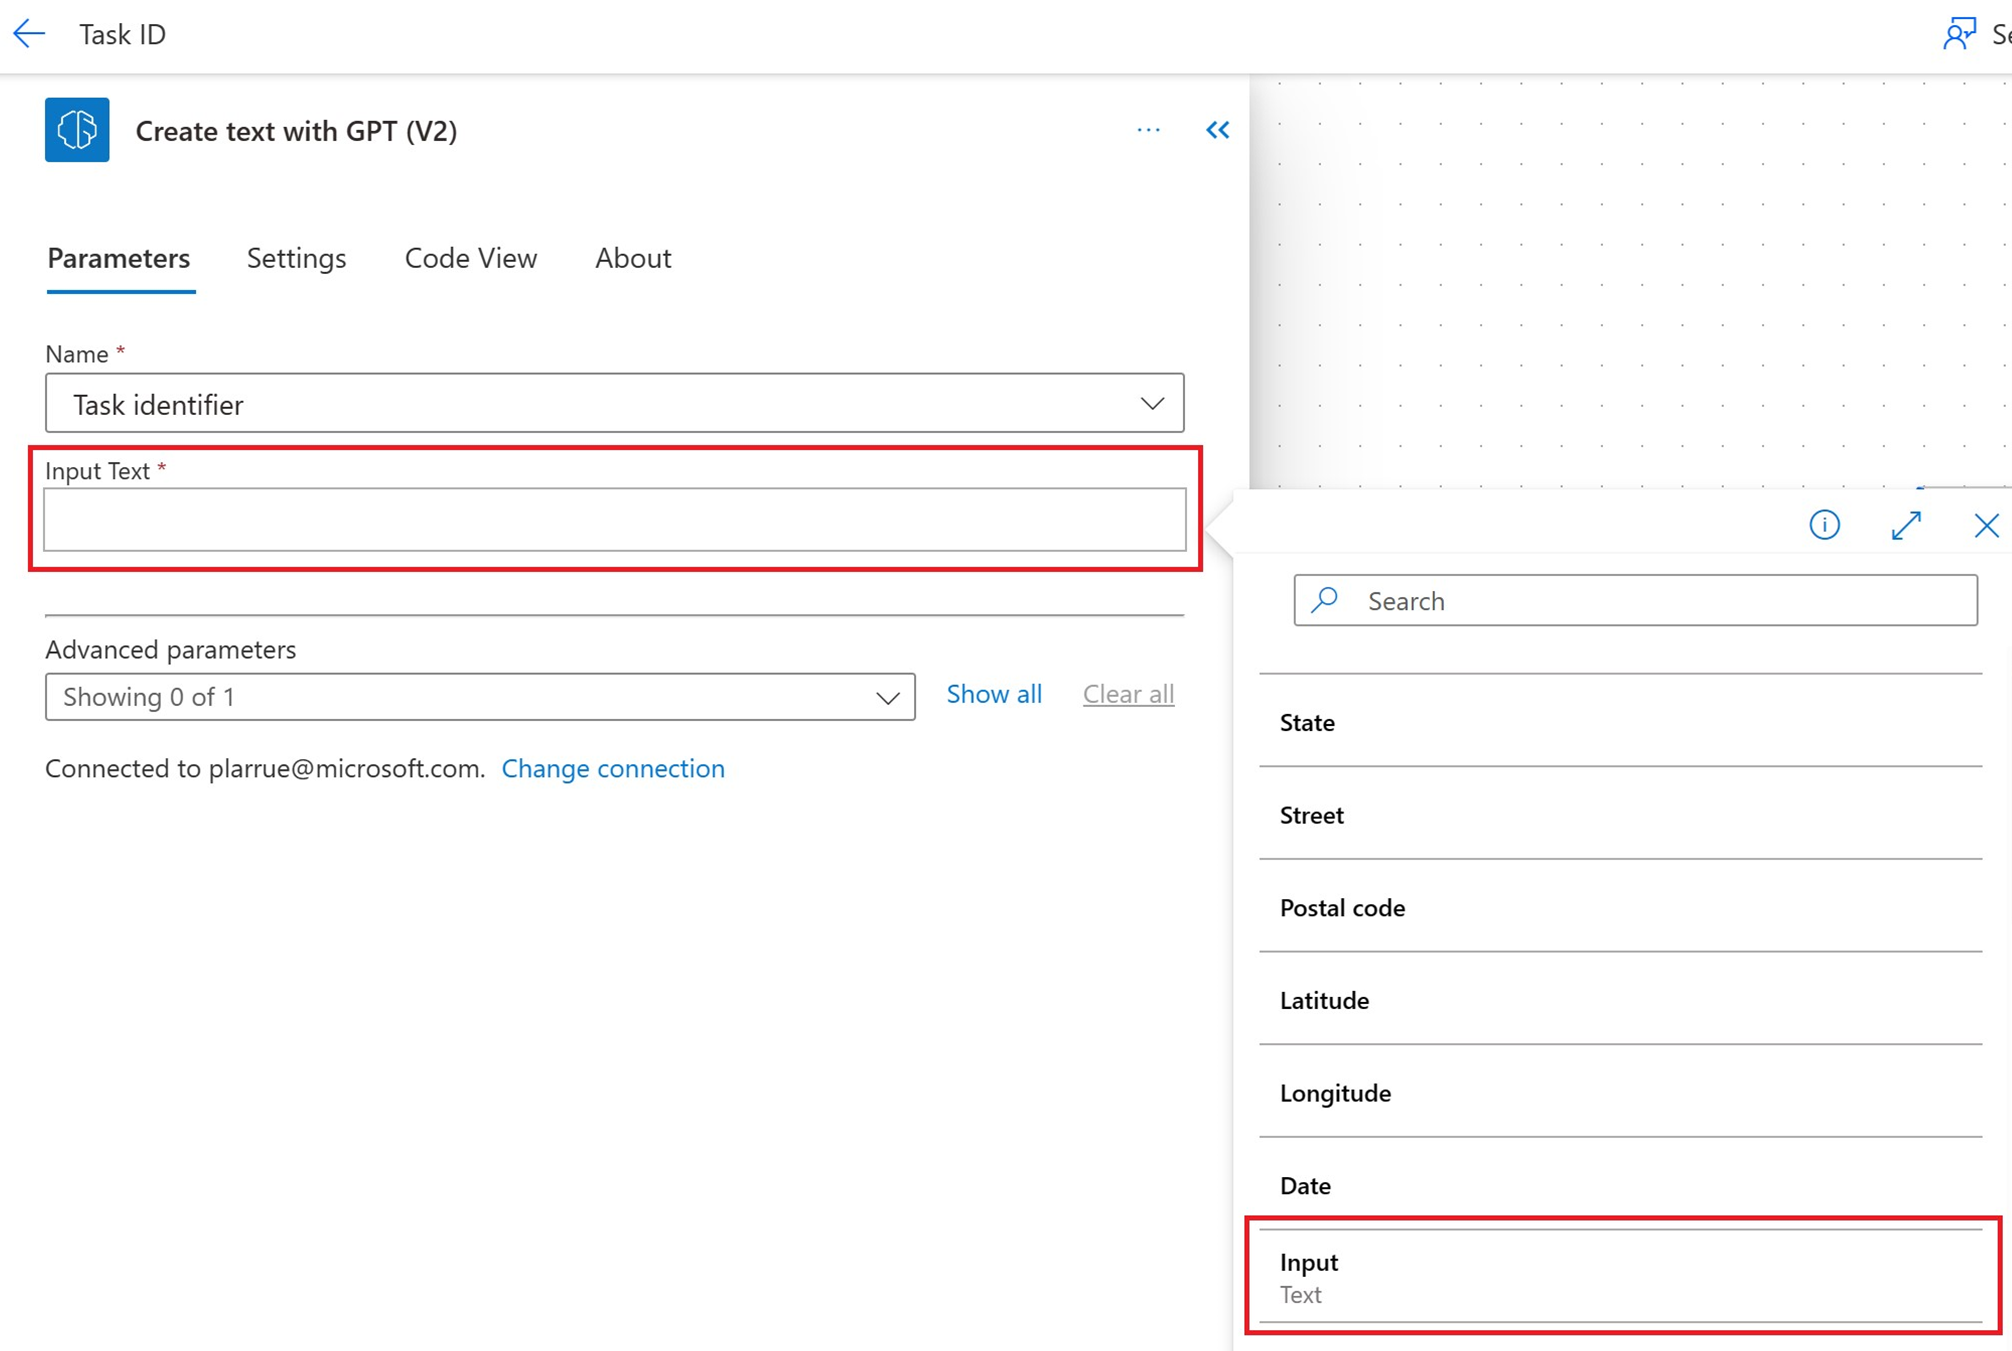 Task ID
Create text with GPT (V2)
Parameters Settings Code View About
Name *
Task identifier
Input Text *
Advanced parameters
Showing 0 of 1 Show all Clear all
Connected to plarrue@microsoft.com. Change connection
Search
State
Street
Postal code
Latitude
Longitude
Date
Input
Text